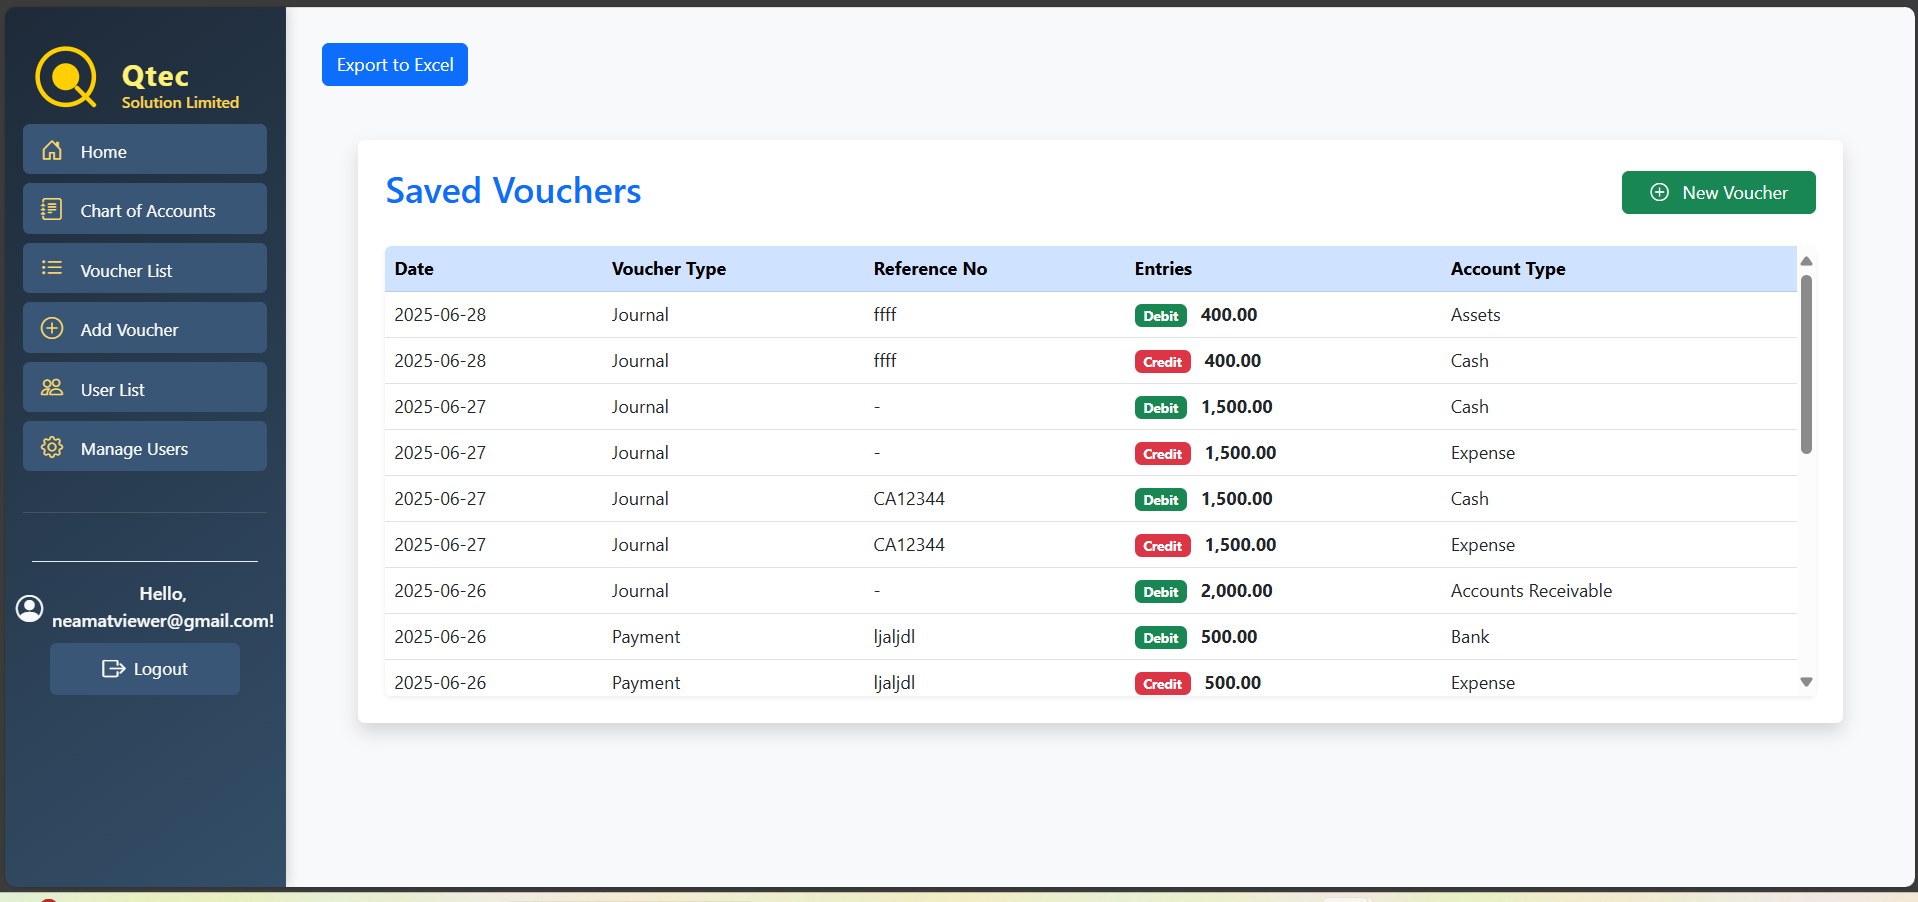 Qtec
Solution Limited
Home
Chart of Accounts
Voucher List
Add Voucher
User List
Manage Users
Hello,
neamatviewer@gmail.com!
Logout
Export to Excel
Saved Vouchers
New Voucher
Date Voucher Type Reference No Entries Account Type
2025-06-28 Journal ffff Debit 400.00 Assets
2025-06-28 Journal ffff Credit 400.00 Cash
2025-06-27 Journal - Debit 1,500.00 Cash
2025-06-27 Journal - Credit 1,500.00 Expense
2025-06-27 Journal CA12344 Debit 1,500.00 Cash
2025-06-27 Journal CA12344 Credit 1,500.00 Expense
2025-06-26 Journal - Debit 2,000.00 Accounts Receivable
2025-06-26 Payment ljaljdl Debit 500.00 Bank
2025-06-26 Payment ljaljdl Credit 500.00 Expense